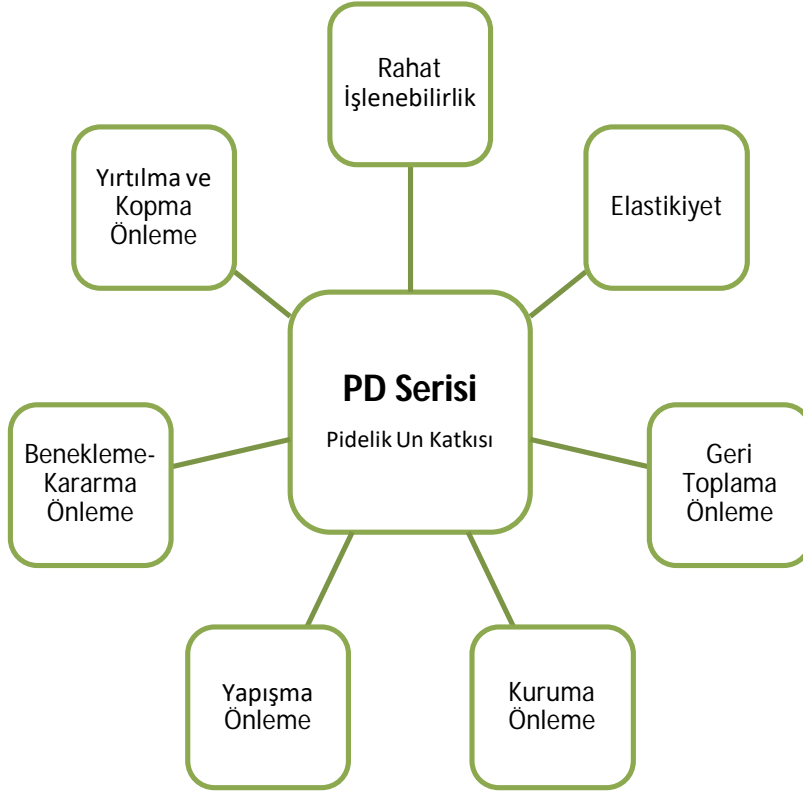 Rahat
İşlenebilirlik
Yırtılma ve
Kopma
Önleme
Elastikiyet
PD Serisi
Pidelik Un Katkısı
Benekleme-
Kararma
Önleme
Geri
Toplama
Önleme
Yapışma
Önleme
Kuruma
Önleme